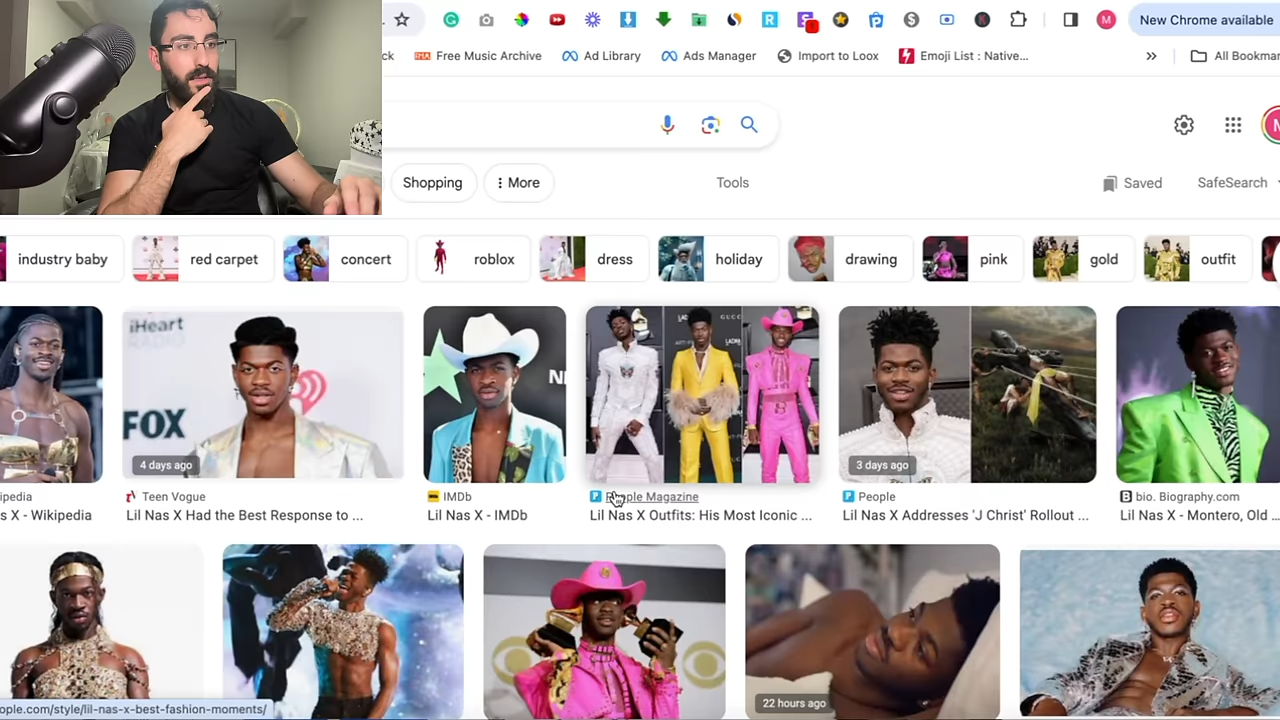 New Chrome available
ck
FMA Free Music Archive
Ad Library
Ads Manager
Import to Loox
Emoji List : Native...
All Bookmar
Shopping
More
Tools
Saved
SafeSearch
industry baby
red carpet
concert
roblox
dress
holiday
drawing
pink
gold
outfit
iHeart
RADIO
FOX
GUCC
4 days ago
3 days ago
ipedia
s X - Wikipedia
Teen Vogue
Lil Nas X Had the Best Response to ...
IMDb
Lil Nas X - IMDb
People Magazine
Lil Nas X Outfits: His Most Iconic ...
People
Lil Nas X Addresses 'J Christ' Rollout ...
bio. Biography.com
Lil Nas X - Montero, Old ...
22 hours ago
ople.com/style/lil-nas-x-best-fashion-moments/